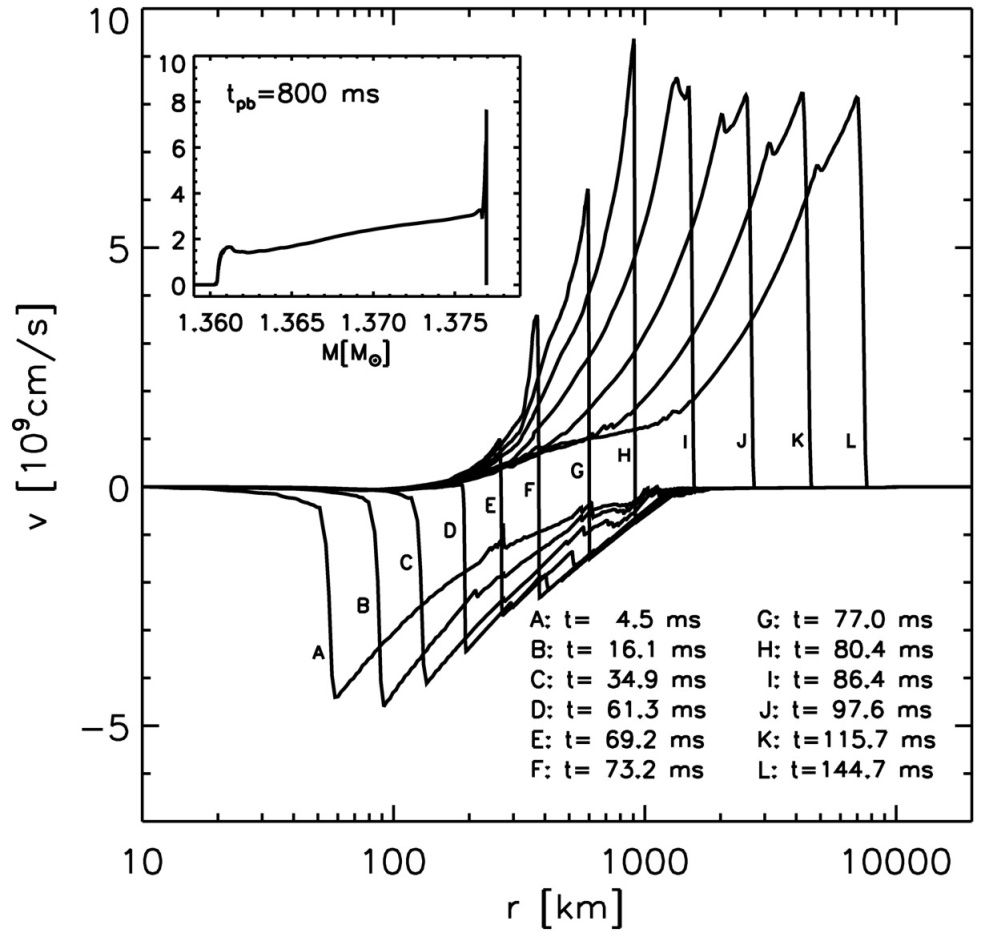 10
10
8
6
4
2
0
t_pb=800 ms
1.360 1.365 1.370 1.375
M[M⊙]
5
0
-5
v [10⁹cm/s]
A
B
C
D
E
F
G
H
I
J
K
L
A: t= 4.5 ms G: t= 77.0 ms
B: t= 16.1 ms H: t= 80.4 ms
C: t= 34.9 ms I: t= 86.4 ms
D: t= 61.3 ms J: t= 97.6 ms
E: t= 69.2 ms K: t=115.7 ms
F: t= 73.2 ms L: t=144.7 ms
10 100 1000 10000
r [km]